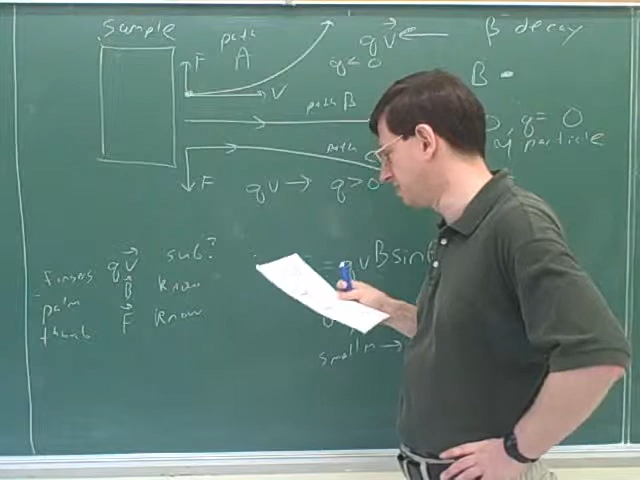 Sample
path
A
F
V
qV
q < 0
β⁻ decay
β -
path B
q = 0
particle
path
F
qv → q > 0
fingers qV sub?
palm B know
thumb F know
= qvBsin
small m →